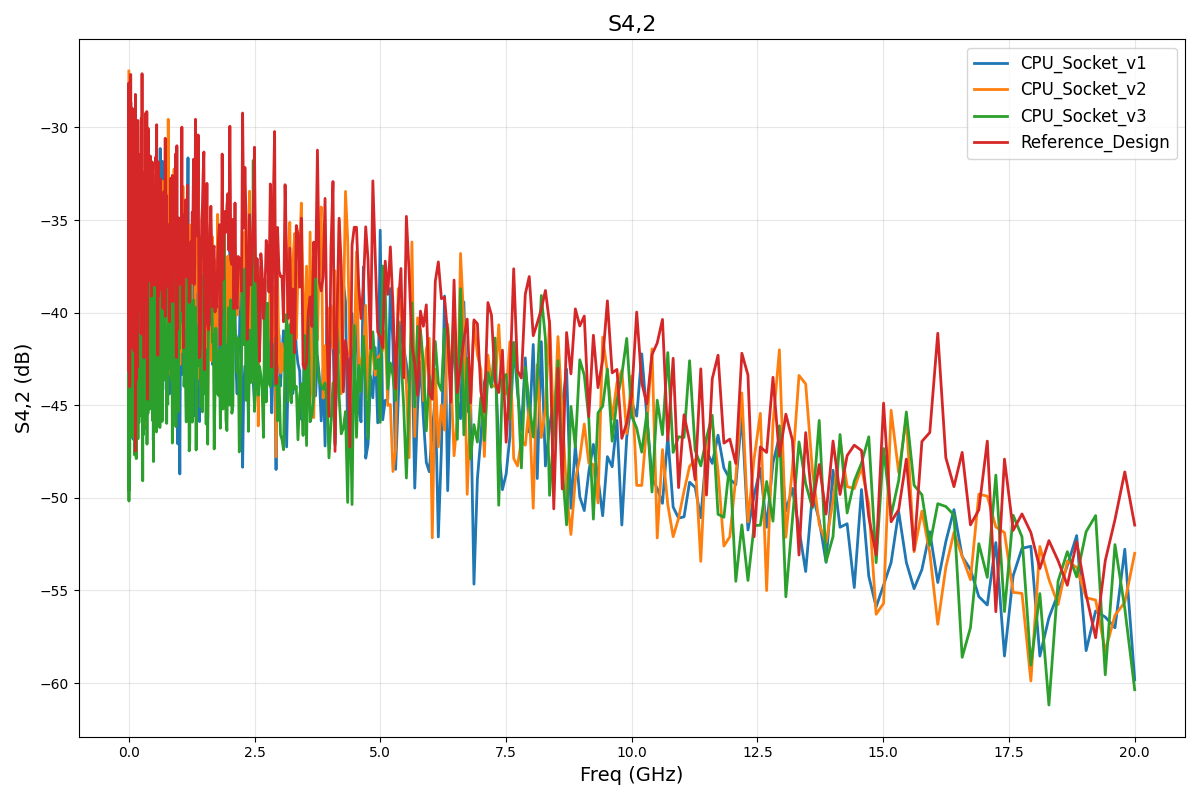 S4,2
CPU_Socket_v1
CPU_Socket_v2
CPU_Socket_v3
Reference_Design
S4,2 (dB)
−30
−35
−40
−45
−50
−55
−60
0.0 2.5 5.0 7.5 10.0 12.5 15.0 17.5 20.0
Freq (GHz)